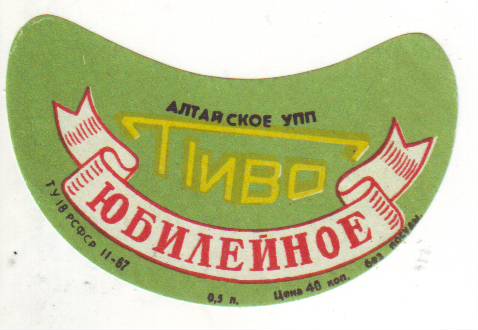 АЛТАЙСКОЕ УПП
ПИВО
ЮБИЛЕЙНОЕ
ТУ 18 РСФСР 11-67
0,5 л.
Цена 40 коп. без посуды.